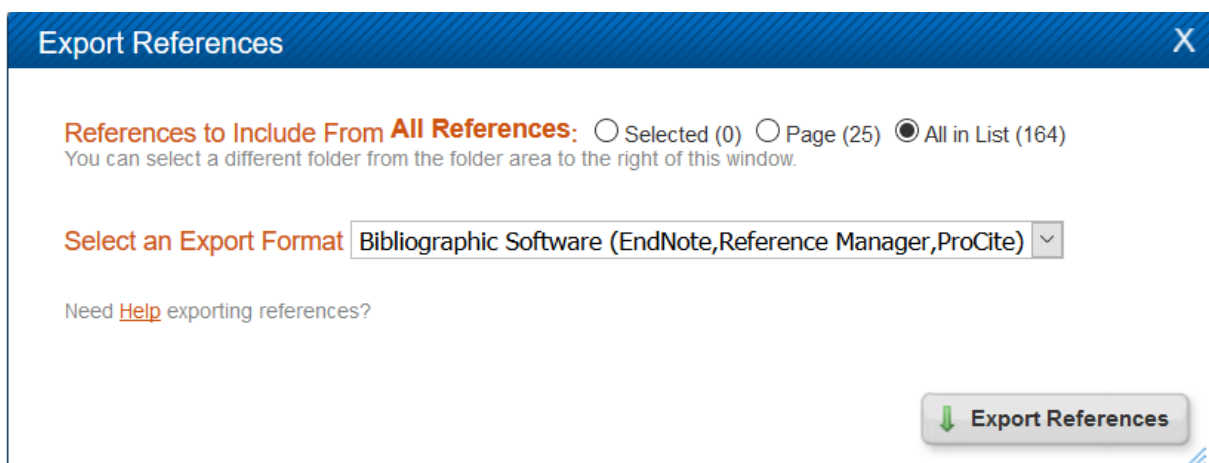 Export References X
References to Include From All References: Selected (0) Page (25) All in List (164)
You can select a different folder from the folder area to the right of this window.
Select an Export Format Bibliographic Software (EndNote,Reference Manager,ProCite)
Need Help exporting references?
Export References